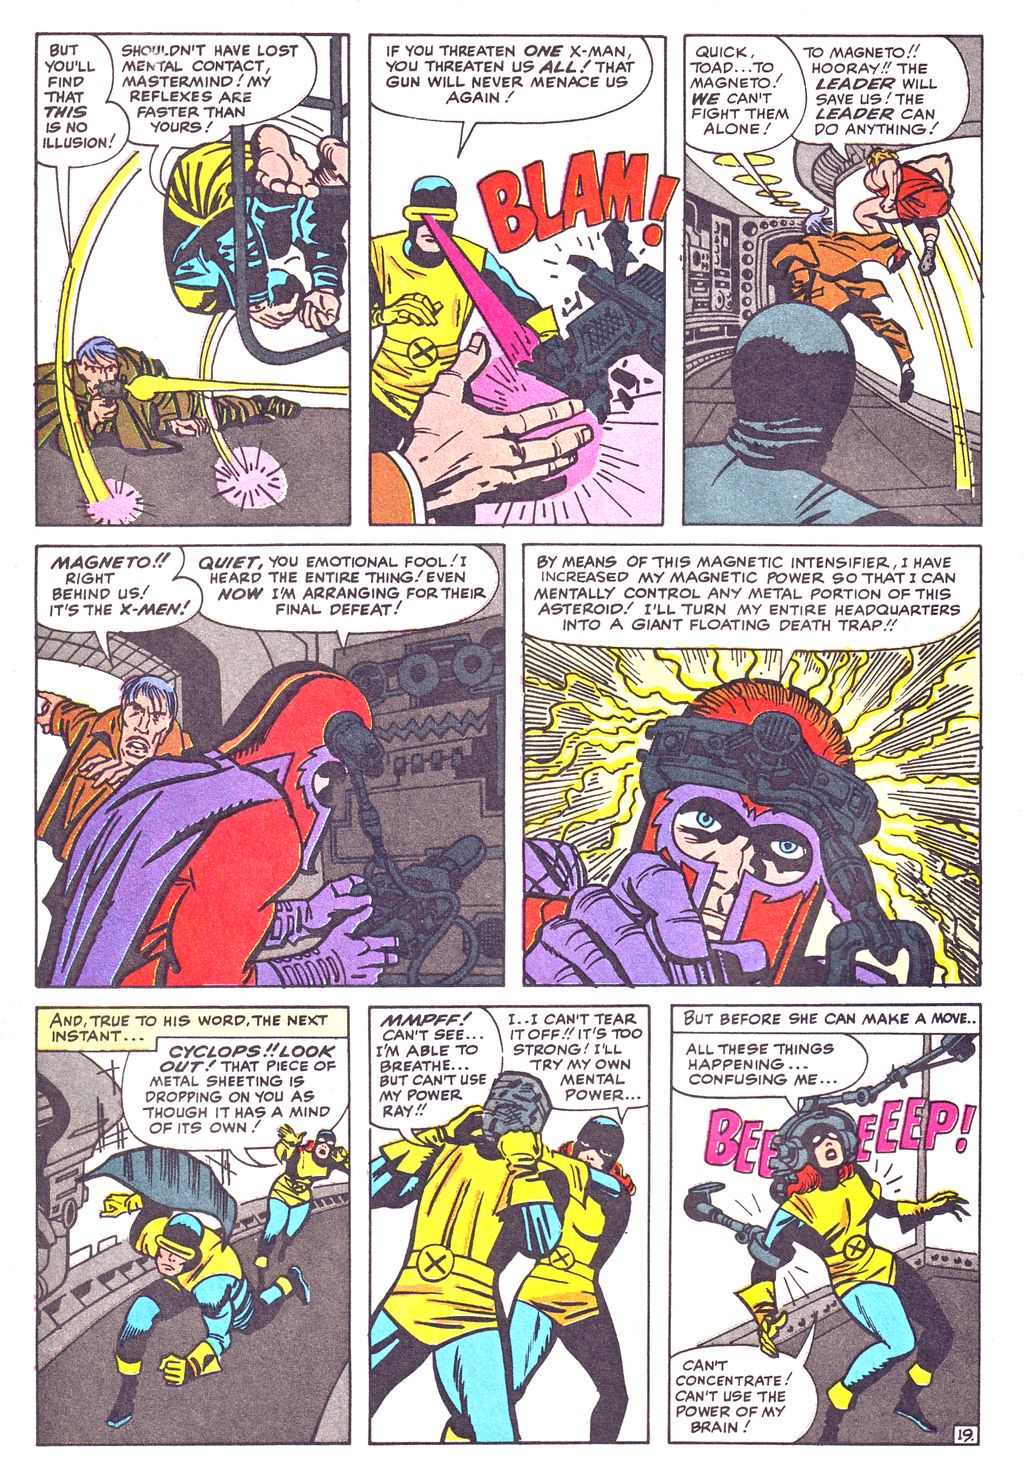 BUT
YOU'LL
FIND
THAT
THIS
IS NO
ILLUSION!
SHOULDN'T HAVE LOST
MENTAL CONTACT,
MASTERMIND! MY
REFLEXES ARE
FASTER THAN
YOURS!
IF YOU THREATEN ONE X-MAN,
YOU THREATEN US ALL! THAT
GUN WILL NEVER MENACE US
AGAIN!
BLAM!
QUICK,
TOAD...TO
MAGNETO!
WE CAN'T
FIGHT THEM
ALONE!
TO MAGNETO!!
HOORAY!! THE
LEADER WILL
SAVE US! THE
LEADER CAN
DO ANYTHING!
MAGNETO!!
RIGHT
BEHIND US!
IT'S THE X-MEN!
QUIET, YOU EMOTIONAL FOOL! I
HEARD THE ENTIRE THING! EVEN
NOW I'M ARRANGING FOR THEIR
FINAL DEFEAT!
BY MEANS OF THIS MAGNETIC INTENSIFIER, I HAVE
INCREASED MY MAGNETIC POWER SO THAT I CAN
MENTALLY CONTROL ANY METAL PORTION OF THIS
ASTEROID! I'LL TURN MY ENTIRE HEADQUARTERS
INTO A GIANT FLOATING DEATH TRAP!!
AND, TRUE TO HIS WORD, THE NEXT
INSTANT...
CYCLOPS!! LOOK
OUT! THAT PIECE OF
METAL SHEETING IS
DROPPING ON YOU AS
THOUGH IT HAS A MIND
OF ITS OWN!
MMPFF!
CAN'T SEE...
I'M ABLE TO
BREATHE...
BUT CAN'T USE
MY POWER
RAY!!
I..I CAN'T TEAR
IT OFF!! IT'S TOO
STRONG! I'LL
TRY MY OWN
MENTAL
POWER...
BUT BEFORE SHE CAN MAKE A MOVE..
ALL THESE THINGS
HAPPENING...
CONFUSING ME...
BEE EEEP!
CAN'T
CONCENTRATE!
CAN'T USE THE
POWER OF MY
BRAIN!
19.